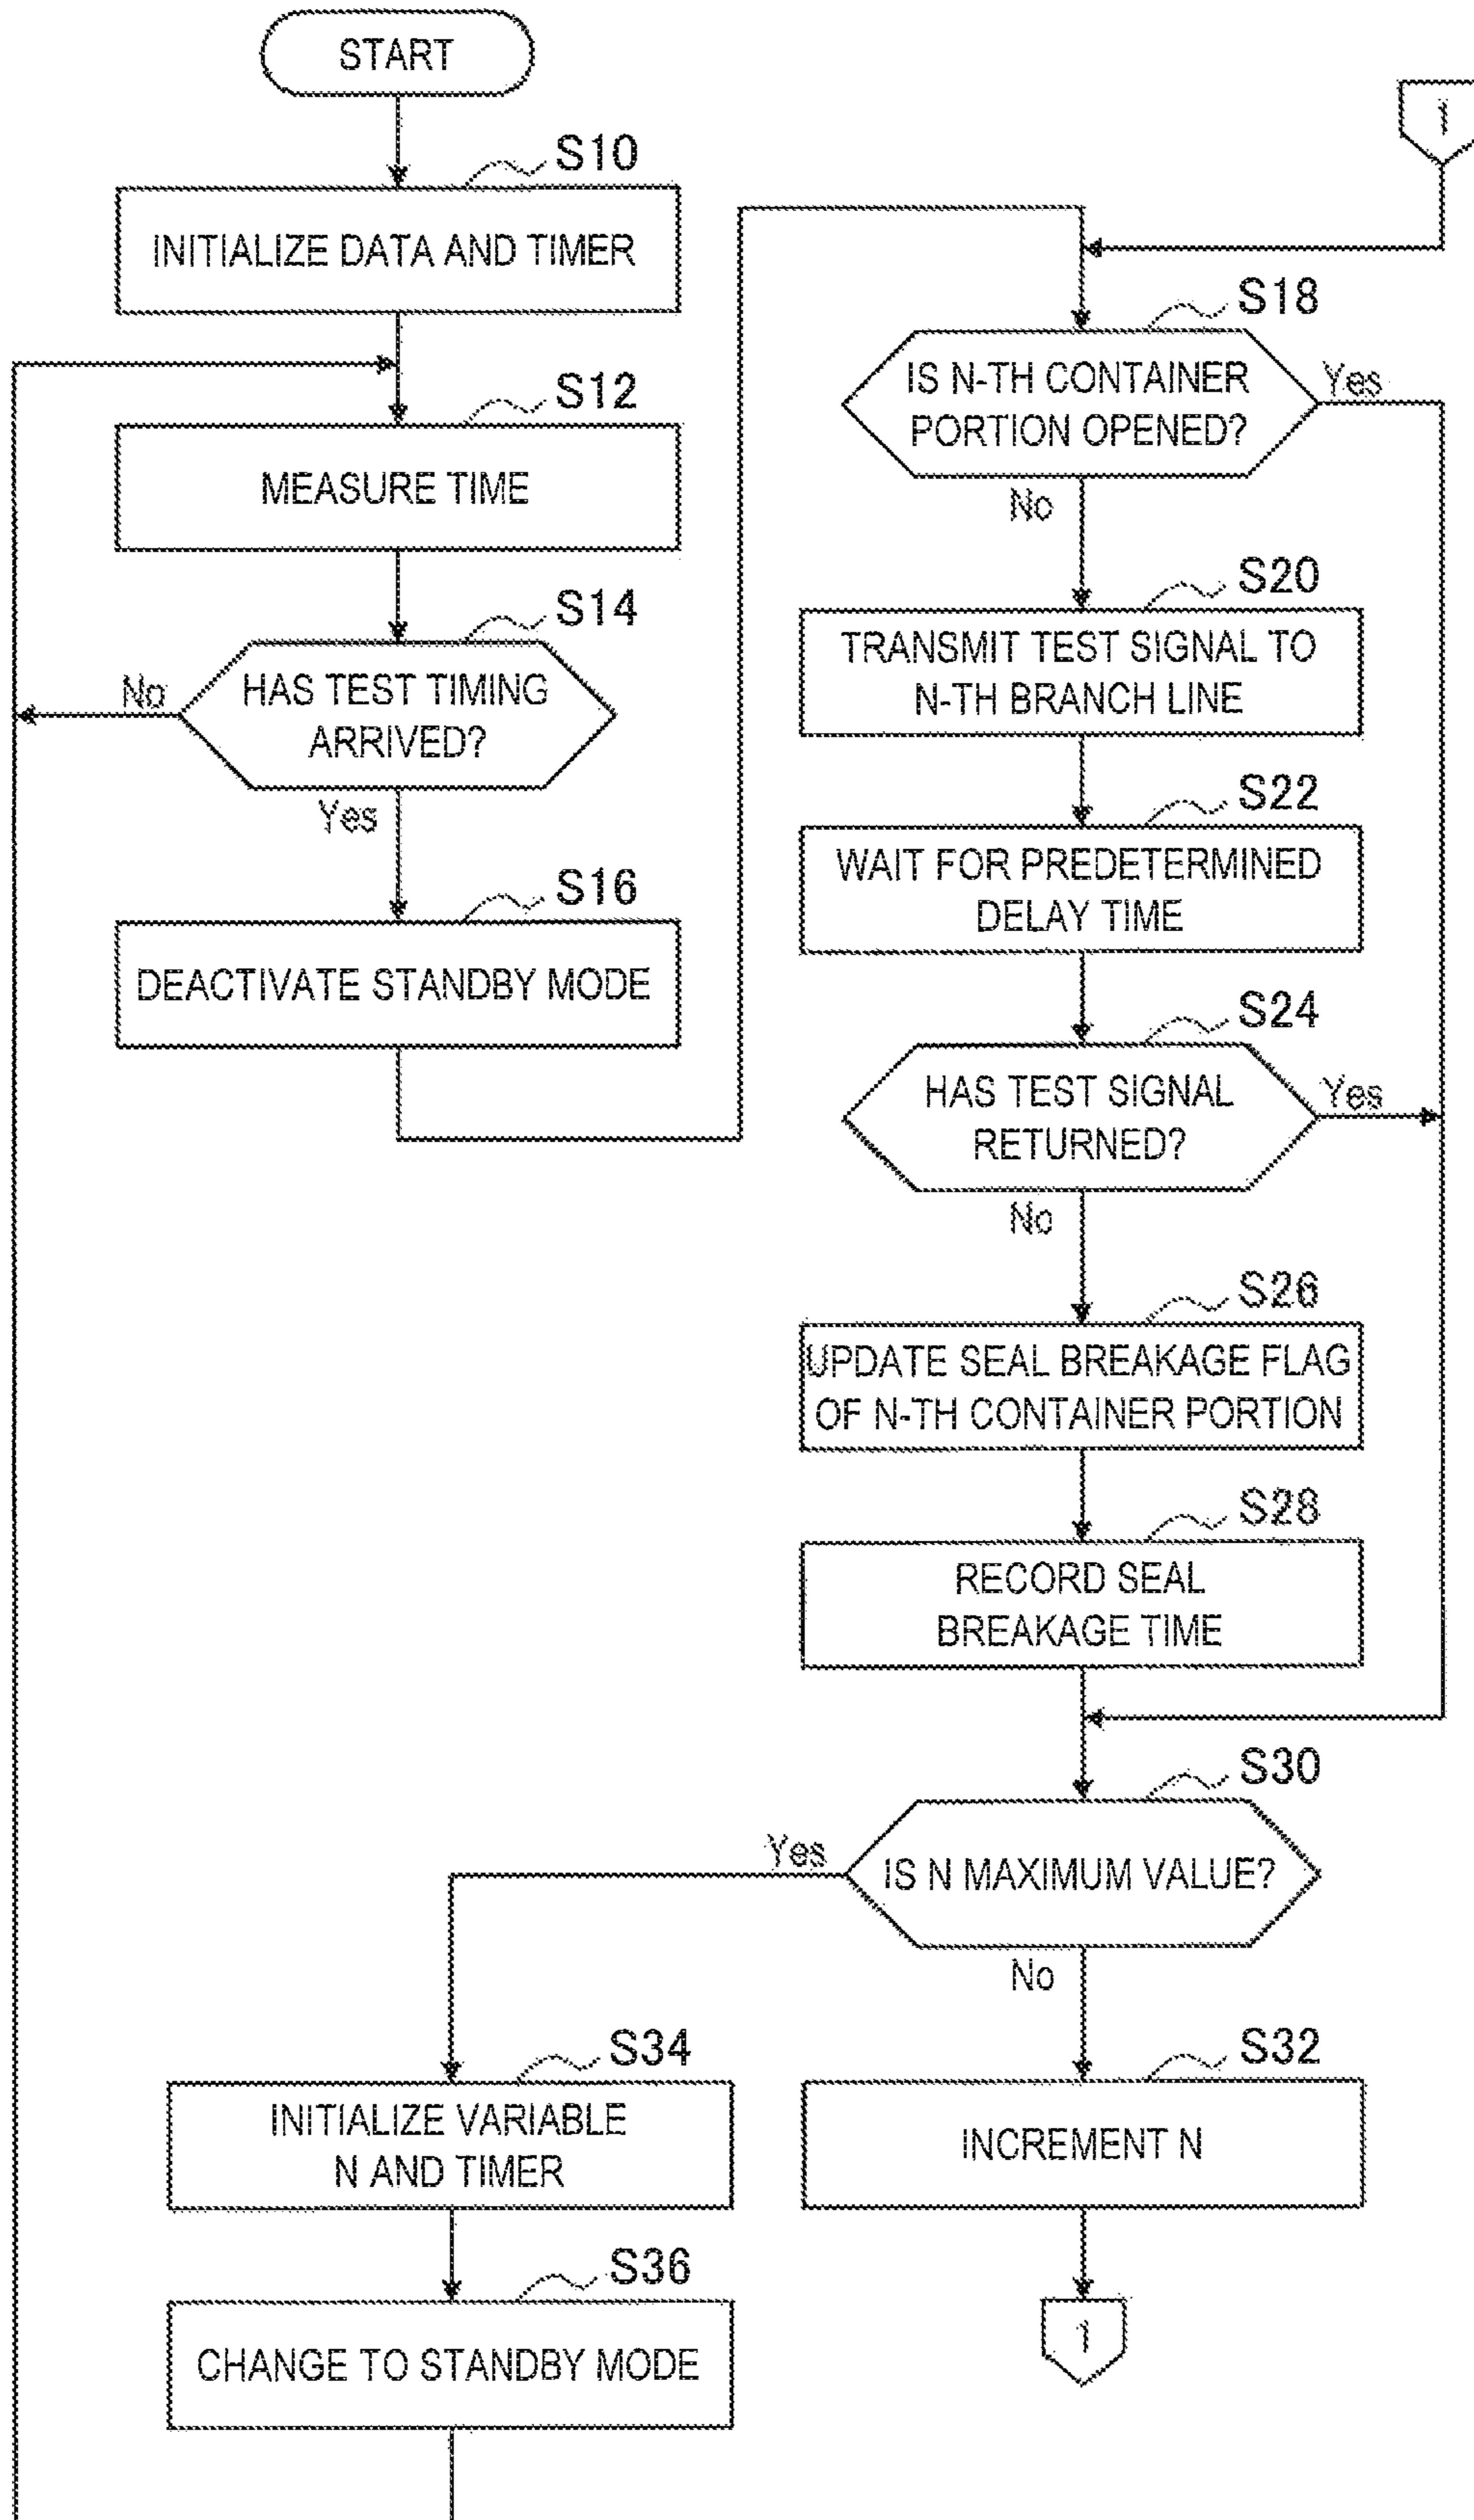 START
S10
INITIALIZE DATA AND TIMER
S12
MEASURE TIME
S14
HAS TEST TIMING
ARRIVED?
No
Yes
S16
DEACTIVATE STANDBY MODE
1
S18
IS N-TH CONTAINER
PORTION OPENED?
Yes
No
S20
TRANSMIT TEST SIGNAL TO
N-TH BRANCH LINE
S22
WAIT FOR PREDETERMINED
DELAY TIME
S24
HAS TEST SIGNAL
RETURNED?
Yes
No
S26
UPDATE SEAL BREAKAGE FLAG
OF N-TH CONTAINER PORTION
S28
RECORD SEAL
BREAKAGE TIME
S30
IS N MAXIMUM VALUE?
Yes
No
S34
INITIALIZE VARIABLE
N AND TIMER
S36
CHANGE TO STANDBY MODE
S32
INCREMENT N
1